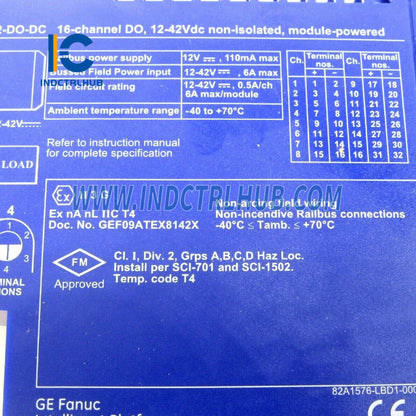 INDCTRLHUB.COM
2-DO-DC 16-channel DO, 12-42Vdc non-isolated, module-powered
Railbus power supply 12V ⎓, 110mA max
Bussed Field Power input 12-42V ⎓, 6A max
Field circuit rating 12-42V ⎓, 0.5A/ch
6A max/module
Ambient temperature range -40 to +70°C
Ch. Terminal nos. Ch. Terminal nos.
+ − + −
1 1 2 9 17 18
2 3 4 10 19 20
3 5 6 11 21 22
4 7 8 12 23 24
5 9 10 13 25 26
6 11 12 14 27 28
7 13 14 15 29 30
8 15 16 16 31 32
2-42V
Refer to instruction manual
for complete specification
LOAD
WWW.INDCTRLHUB.COM
Ex II 3 G
Ex nA nL IIC T4
Doc. No. GEF09ATEX8142X
Non-arcing field wiring
Non-incendive Railbus connections
-40°C ≤ Tamb. ≤ +70°C
4
FM
Approved
Cl. I, Div. 2, Grps A,B,C,D Haz Loc.
Install per SCI-701 and SCI-1502.
Temp. code T4
82A1576-LBD1-000
GE Fanuc